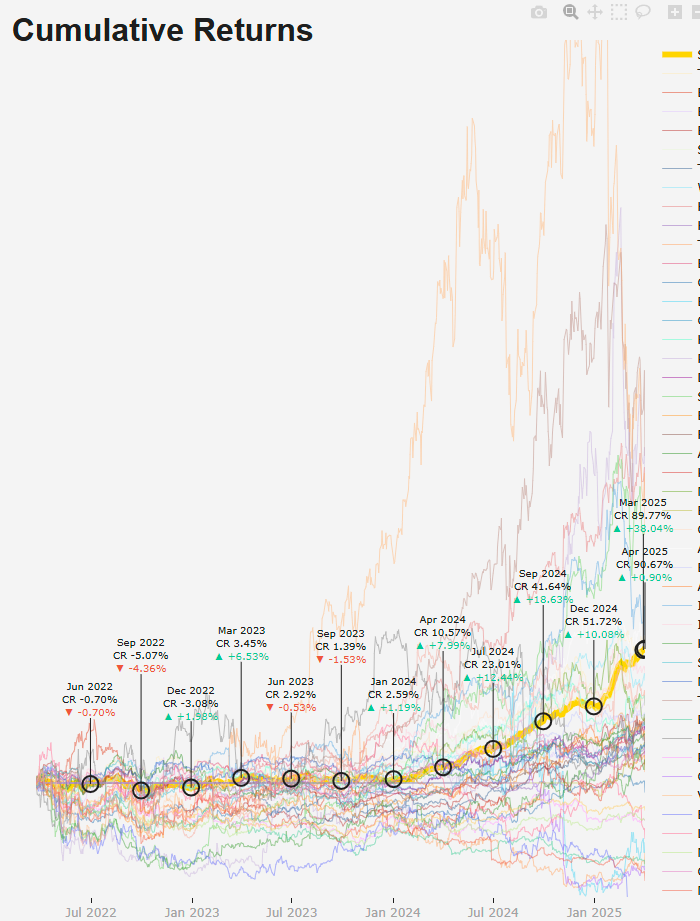 Cumulative Returns
Mar 2025
CR 89.77%
▲ +38.04%
Apr 2025
CR 90.67%
▲ +0.90%
Sep 2024
CR 41.64%
▲ +18.63%
Dec 2024
CR 51.72%
▲ +10.08%
Apr 2024
CR 10.57%
▲ +7.99%
Jul 2024
CR 23.01%
▲ +12.44%
Mar 2023
CR 3.45%
▲ +6.53%
Sep 2023
CR 1.39%
▼ -1.53%
Sep 2022
CR -5.07%
▼ -4.36%
Jun 2022
CR -0.70%
▼ -0.70%
Dec 2022
CR -3.08%
▲ +1.98%
Jun 2023
CR 2.92%
▼ -0.53%
Jan 2024
CR 2.59%
▲ +1.19%
Jul 2022
Jan 2023
Jul 2023
Jan 2024
Jul 2024
Jan 2025